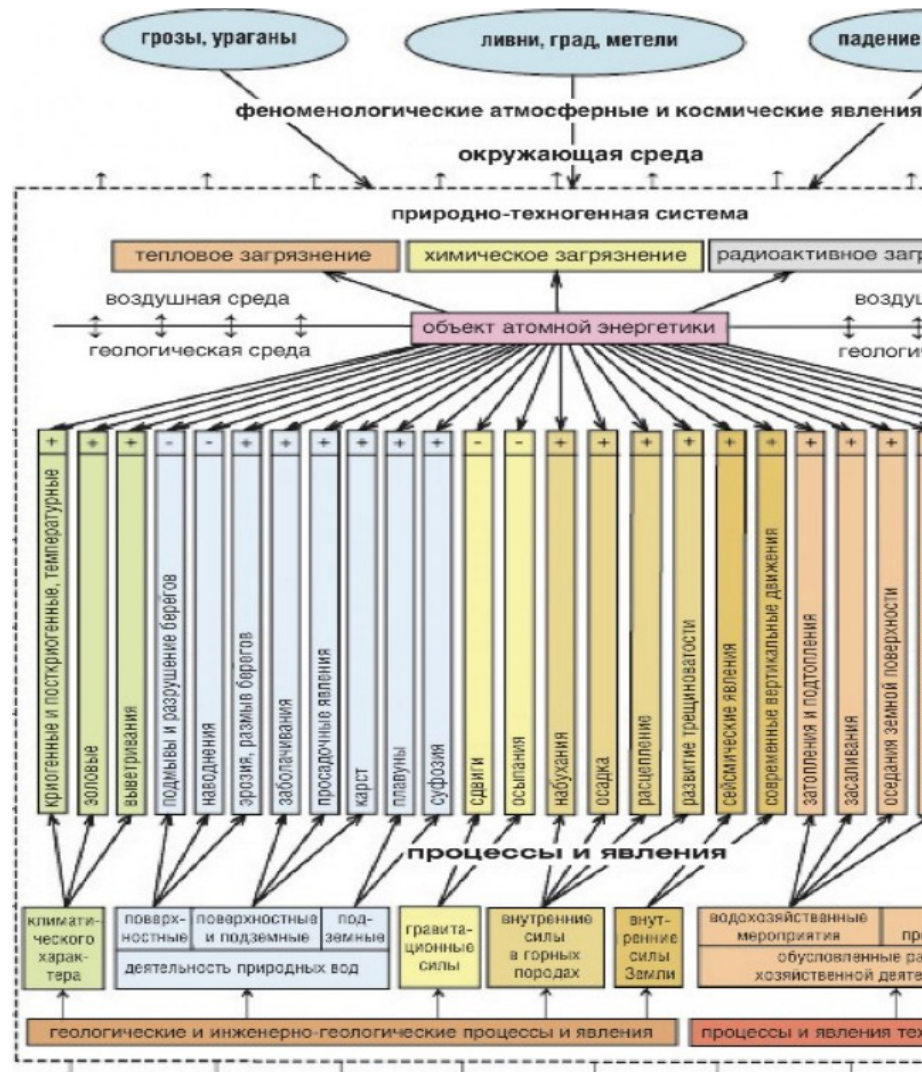 грозы, ураганы
ливни, град, метели
падение
феноменологические атмосферные и космические явления
окружающая среда
природно-техногенная система
тепловое загрязнение
химическое загрязнение
радиоактивное загр
воздушная среда
воздуш
объект атомной энергетики
геологическая среда
геологич
+ + + - - + + + + + + - - + + + + + + + + +
криогенные и посткриогенные, температурные
эоловые
выветривания
подмывы и разрушение берегов
наводнения
эрозия, размыв берегов
заболачивания
просадочные явления
карст
плавуны
суфозия
сдвиги
осыпания
набухания
осадка
расцепление
развитие трещиноватости
сейсмические явления
современные вертикальные движения
затопления и подтопления
засаливания
оседания земной поверхности
процессы и явления
климати-
ческого
харак-
тера
поверх-
ностные
поверхностные
и подземные
под-
земные
деятельность природных вод
гравита-
ционные
силы
внутренние
силы
в горных
породах
внут-
ренние
силы
Земли
водохозяйственные
мероприятия
пр
обусловленные ра
хозяйственной деяте
геологические и инженерно-геологические процессы и явления
процессы и явления тех